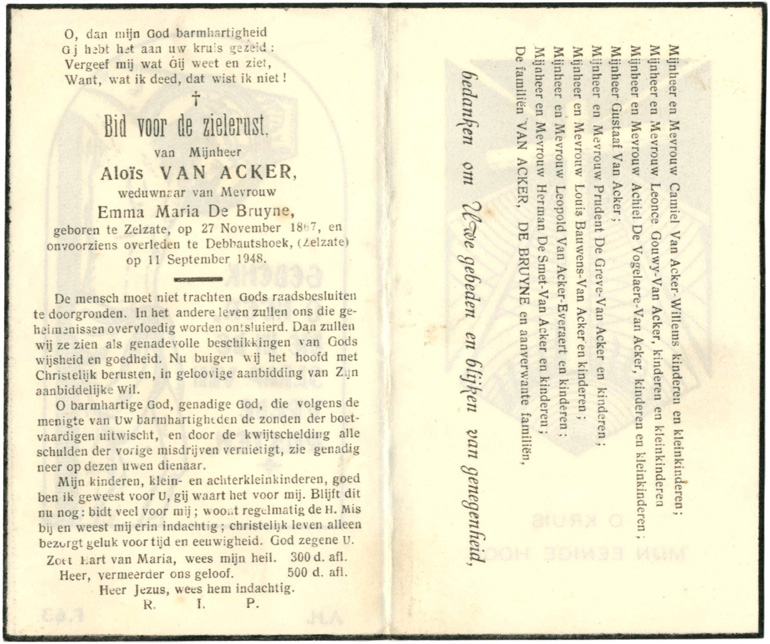 O, dan mijn God barmhartigheid
Gj hebt het aan uw kruis gezeid :
Vergeef mij wat Gij weet en ziet,
Want, wat ik deed, dat wist ik niet !
✝
Bid voor de zielerust.
van Mijnheer
Aloïs VAN ACKER,
weduwnaar van Mevrouw
Emma Maria De Bruyne,
geboren te Zelzate, op 27 November 1867, en
onvoorziens overleden te Debbautshoek, (Zelzate)
op 11 September 1948.
De mensch moet niet trachten Gods raadsbesluiten
te doorgronden. In het andere leven zullen ons die ge-
heimenissen overvloedig worden ontsluierd. Dan zullen
wij ze zien als genadevolle beschikkingen van Gods
wijsheid en goedheid. Nu buigen wij het hoofd met
Christelijk berusten, in geloovige aanbidding van Zijn
aanbiddelijke Wil.
O barmhartige God, genadige God, die volgens de
menigte van Uw barmhartigheden de zonden der boet-
vaardigen uitwischt, en door de kwijtschelding alle
schulden der vorige misdrijven vernietigt, zie genadig
neer op dezen uwen dienaar.
Mijn kinderen, klein- en achterkleinkinderen, goed
ben ik geweest voor U, gij waart het voor mij. Blijft dit
nu nog : bidt veel voor mij ; woont regelmatig de H. Mis
bij en weest mij erin indachtig ; christelijk leven alleen
bezorgt geluk voor tijd en eeuwigheid. God zegene U.
Zoet Hart van Maria, wees mijn heil. 300 d. afl.
Heer, vermeerder ons geloof. 500 d. afl.
Heer Jezus, wees hem indachtig.
R. I. P.
Mijnheer en Mevrouw Camiel Van Acker-Willems kinderen en kleinkinderen ;
Mijnheer en Mevrouw Leonce Gouwy-Van Acker, kinderen en kleinkinderen
Mijnheer en Mevrouw Achiel De Vogelaere-Van Acker, kinderen en kleinkinderen ;
Mijnheer Gustaaf Van Acker ;
Mijnheer en Mevrouw Prudent De Greve-Van Acker en kinderen ;
Mijnheer en Mevrouw Louis Bauwens-Van Acker en kinderen ;
Mijnheer en Mevrouw Leopold Van Acker-Everaert en kinderen ;
Mijnheer en Mevrouw Herman De Smet-Van Acker en kinderen ;
De familiën VAN ACKER, DE BRUYNE en aanverwante familiën,
bedanken om Uwe gebeden en blijken van genegenheid,